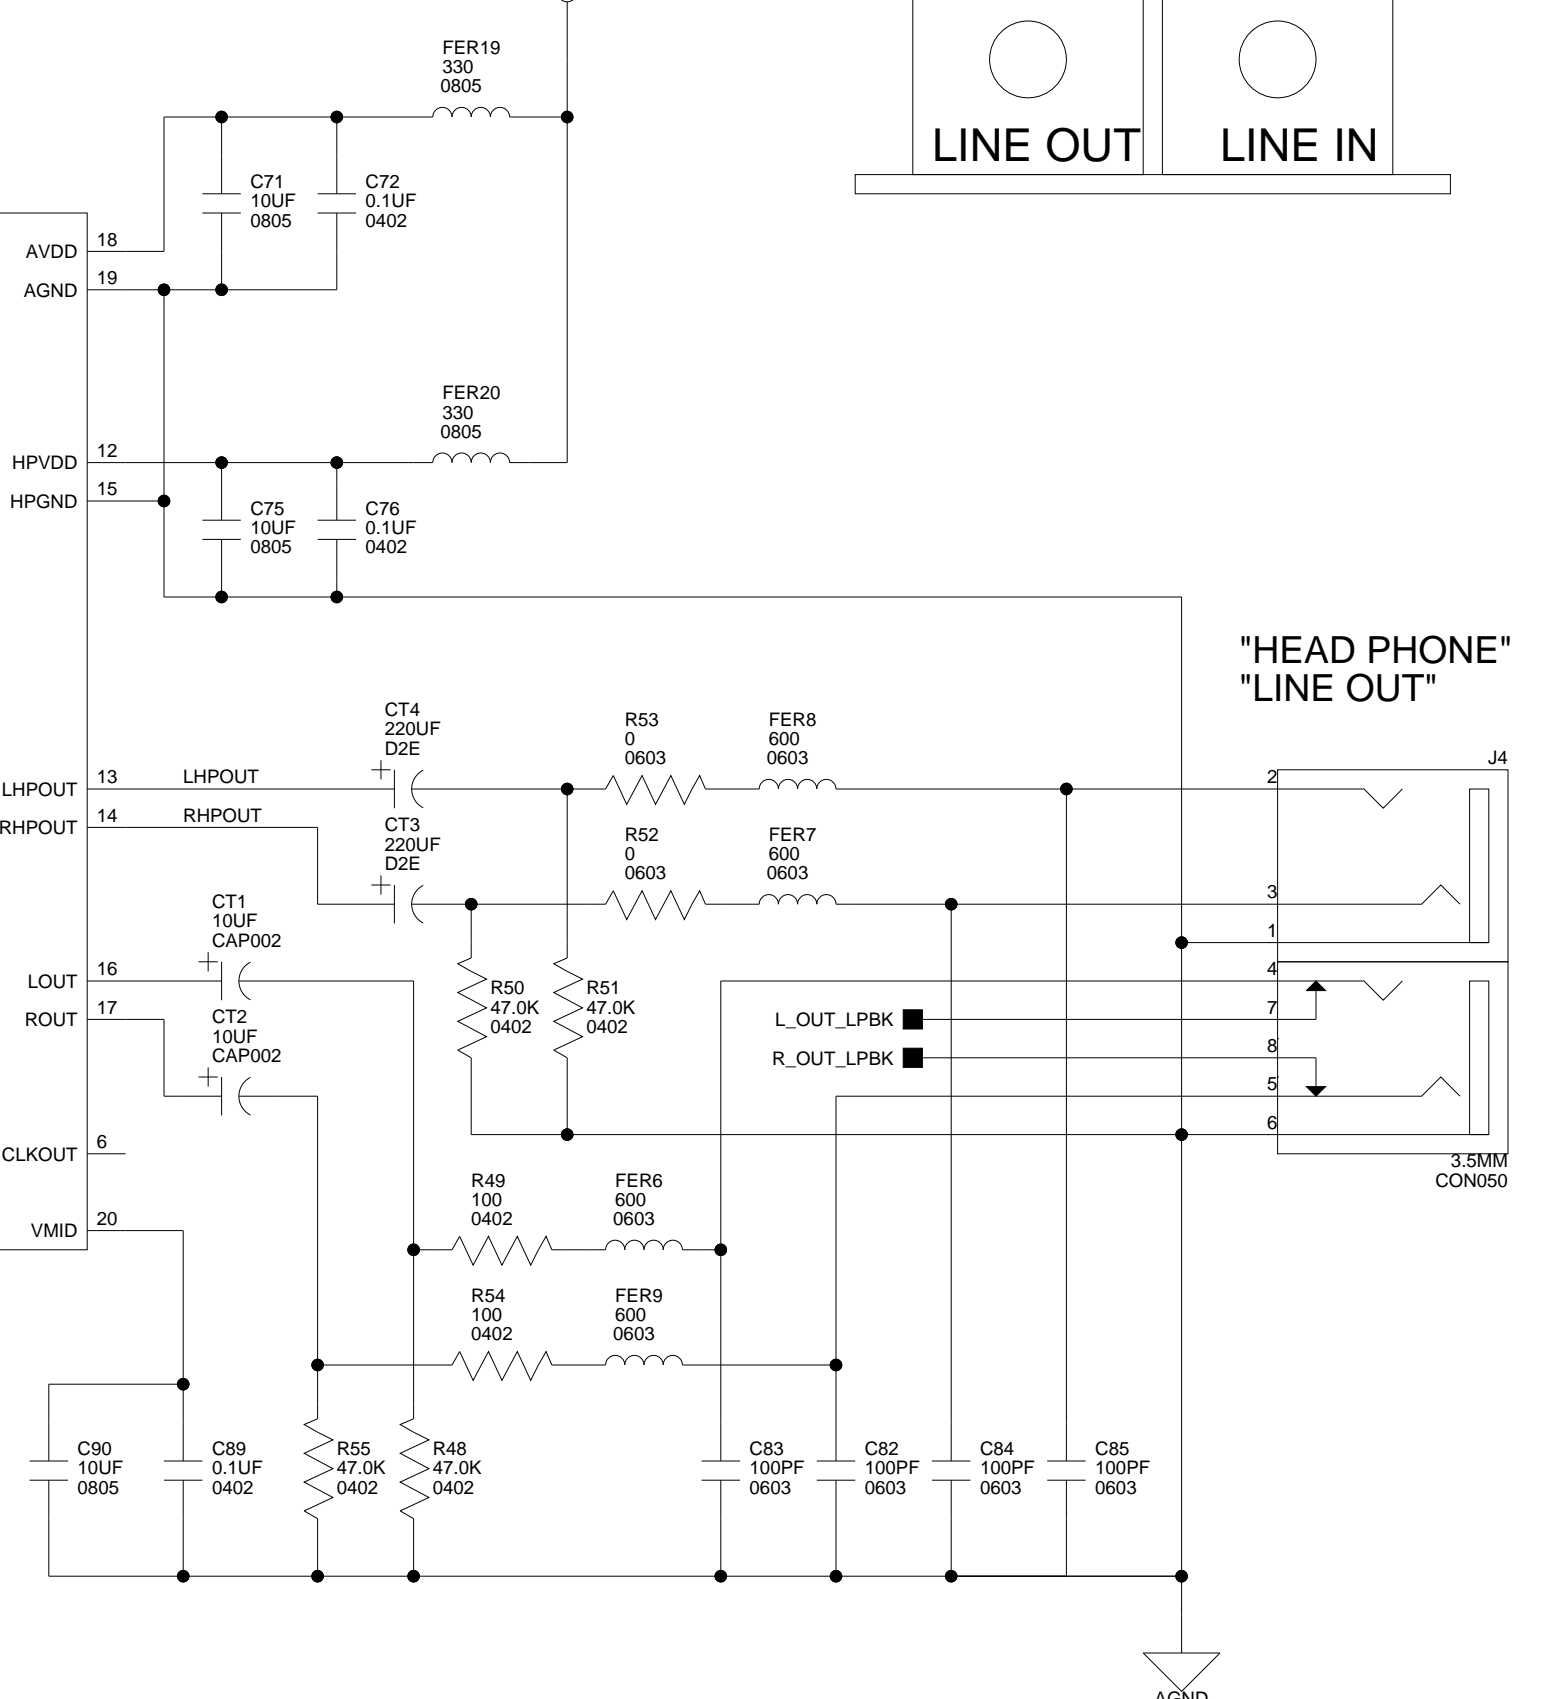 FER19
330
0805
LINE OUT
LINE IN
C71
10UF
0805
C72
0.1UF
0402
AVDD
18
AGND
19
FER20
330
0805
HPVDD
12
HPGND
15
C75
10UF
0805
C76
0.1UF
0402
"HEAD PHONE"
"LINE OUT"
CT4
220UF
D2E
R53
0
0603
FER8
600
0603
J4
LHPOUT
13
LHPOUT
2
RHPOUT
14
RHPOUT
CT3
220UF
D2E
R52
0
0603
FER7
600
0603
3
CT1
10UF
CAP002
1
LOUT
16
4
ROUT
17
CT2
10UF
CAP002
R50
47.0K
0402
R51
47.0K
0402
L_OUT_LPBK
7
R_OUT_LPBK
8
5
6
CLKOUT
6
3.5MM
CON050
R49
100
0402
FER6
600
0603
VMID
20
R54
100
0402
FER9
600
0603
C90
10UF
0805
C89
0.1UF
0402
R55
47.0K
0402
R48
47.0K
0402
C83
100PF
0603
C82
100PF
0603
C84
100PF
0603
C85
100PF
0603
AGND